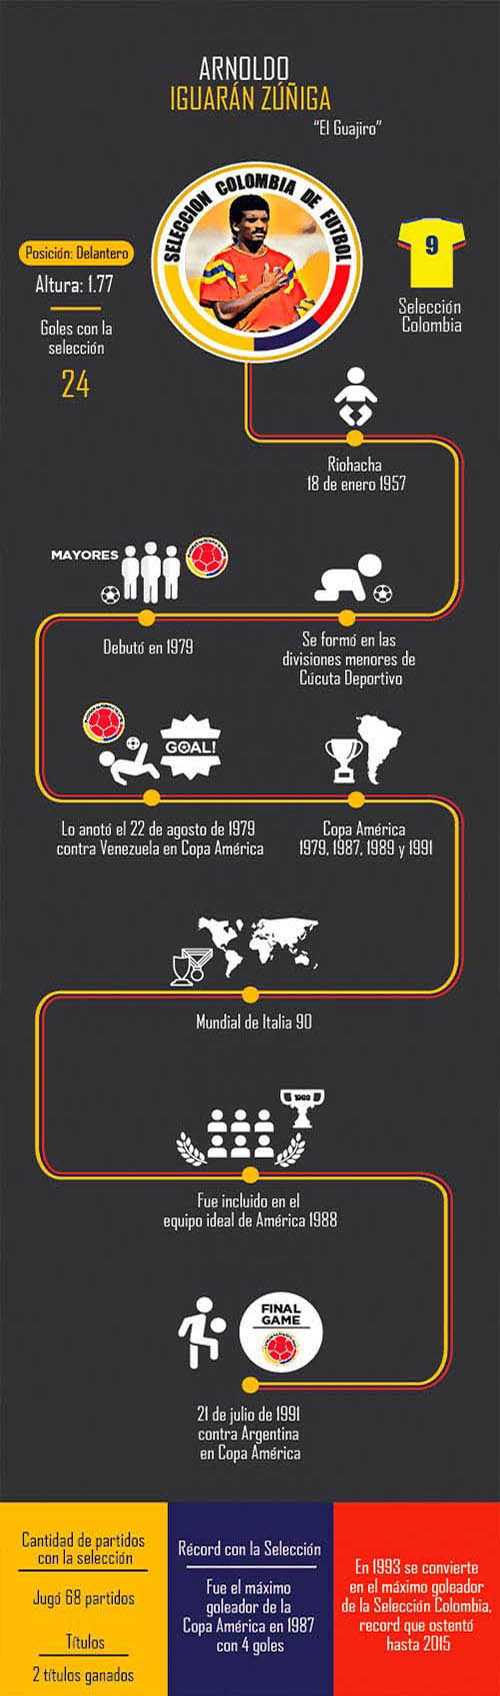 ARNOLDO
IGUARÁN ZÚÑIGA
"El Guajiro"
SELECCION COLOMBIA DE FUTBOL
Posición: Delantero
Altura: 1.77
Goles con la
selección
24
9
Selección
Colombia
Riohacha
18 de enero 1957
MAYORES
Debutó en 1979
Se formó en las
divisiones menores de
Cúcuta Deportivo
GOAL!
Lo anotó el 22 de agosto de 1979
contra Venezuela en Copa América
Copa América
1979, 1987, 1989 y 1991
Mundial de Italia 90
1988
Fue incluido en el
equipo ideal de América 1988
FINAL
GAME
21 de julio de 1991
contra Argentina
en Copa América
Cantidad de partidos
con la selección
Jugó 68 partidos
Títulos
2 títulos ganados
Récord con la Selección
Fue el máximo
goleador de la
Copa América en 1987
con 4 goles
En 1993 se convierte
en el máximo goleador
de la Selección Colombia,
record que ostentó
hasta 2015